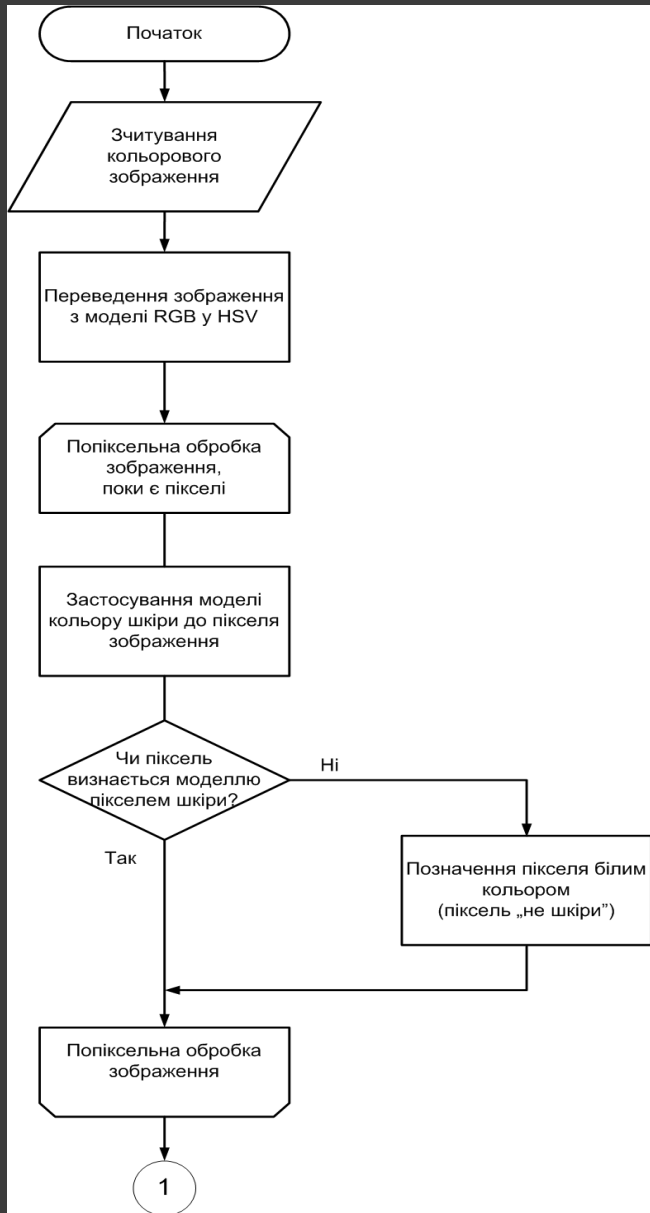 Початок
Зчитування
кольорового
зображення
Переведення зображення
з моделі RGB у HSV
Попіксельна обробка
зображення,
поки є пікселі
Застосування моделі
кольору шкіри до пікселя
зображення
Чи піксель
визнається моделлю
пікселем шкіри?
Ні
Так
Позначення пікселя білим
кольором
(піксель „не шкіри”)
Попіксельна обробка
зображення
1